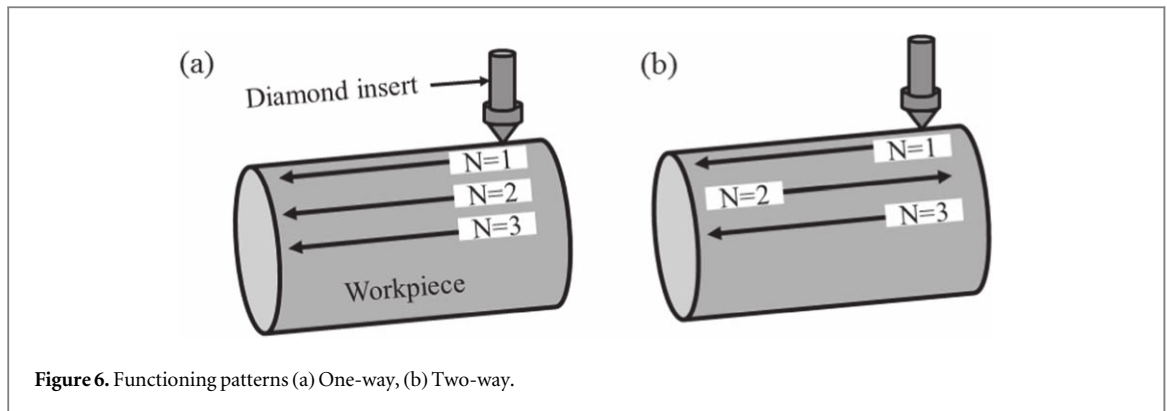 (a)
Diamond insert
N=1
N=2
N=3
Workpiece
(b)
N=1
N=2
N=3
Figure 6. Functioning patterns (a) One-way, (b) Two-way.